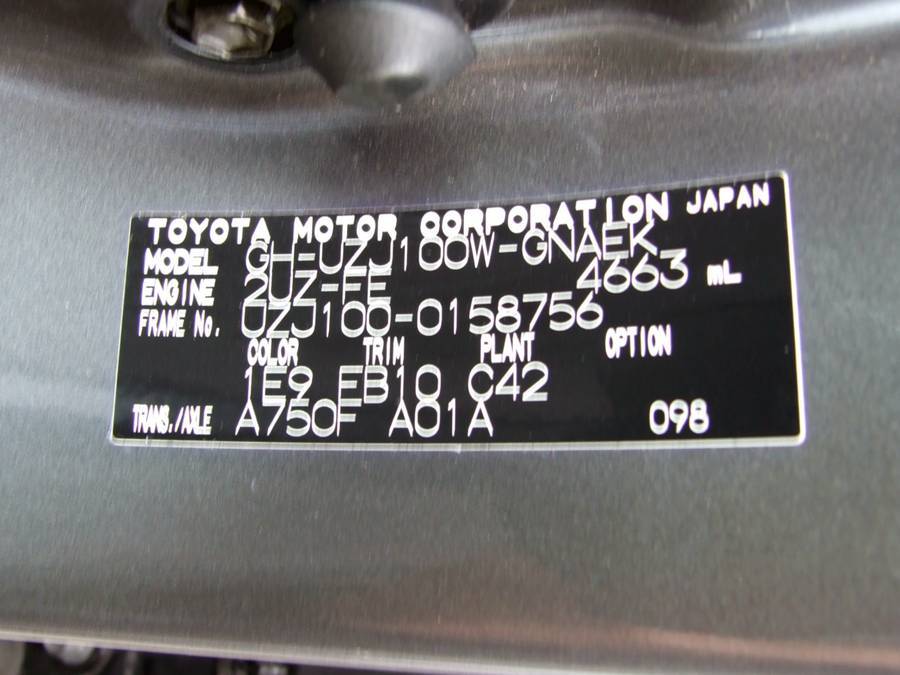 TOYOTA MOTOR CORPORATION JAPAN
MODEL GH-UZJ100W-GNAEK
ENGINE 2UZ-FE 4663 mL
FRAME No. UZJ100-0158756
COLOR TRIM PLANT OPTION
1E9 FB10 C42
TRANS./AXLE A750F A01A 098